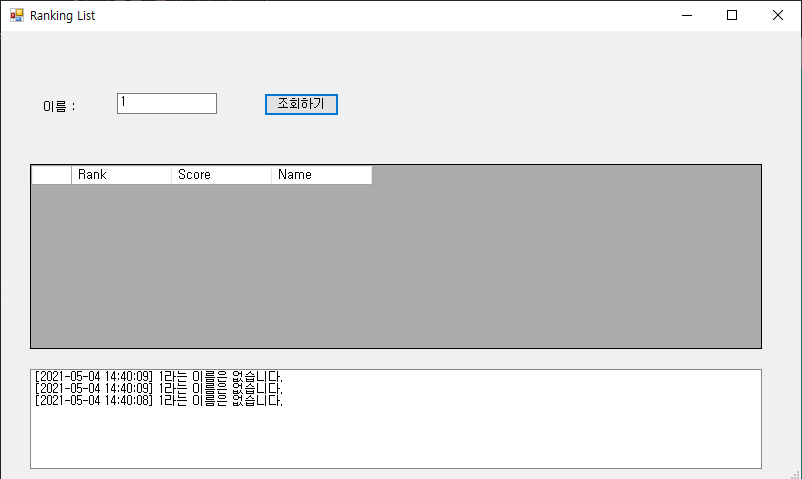 Ranking List
이름 : 1 조회하기
Rank Score Name
[2021-05-04 14:40:09] 1라는 이름은 없습니다.
[2021-05-04 14:40:09] 1라는 이름은 없습니다.
[2021-05-04 14:40:08] 1라는 이름은 없습니다.